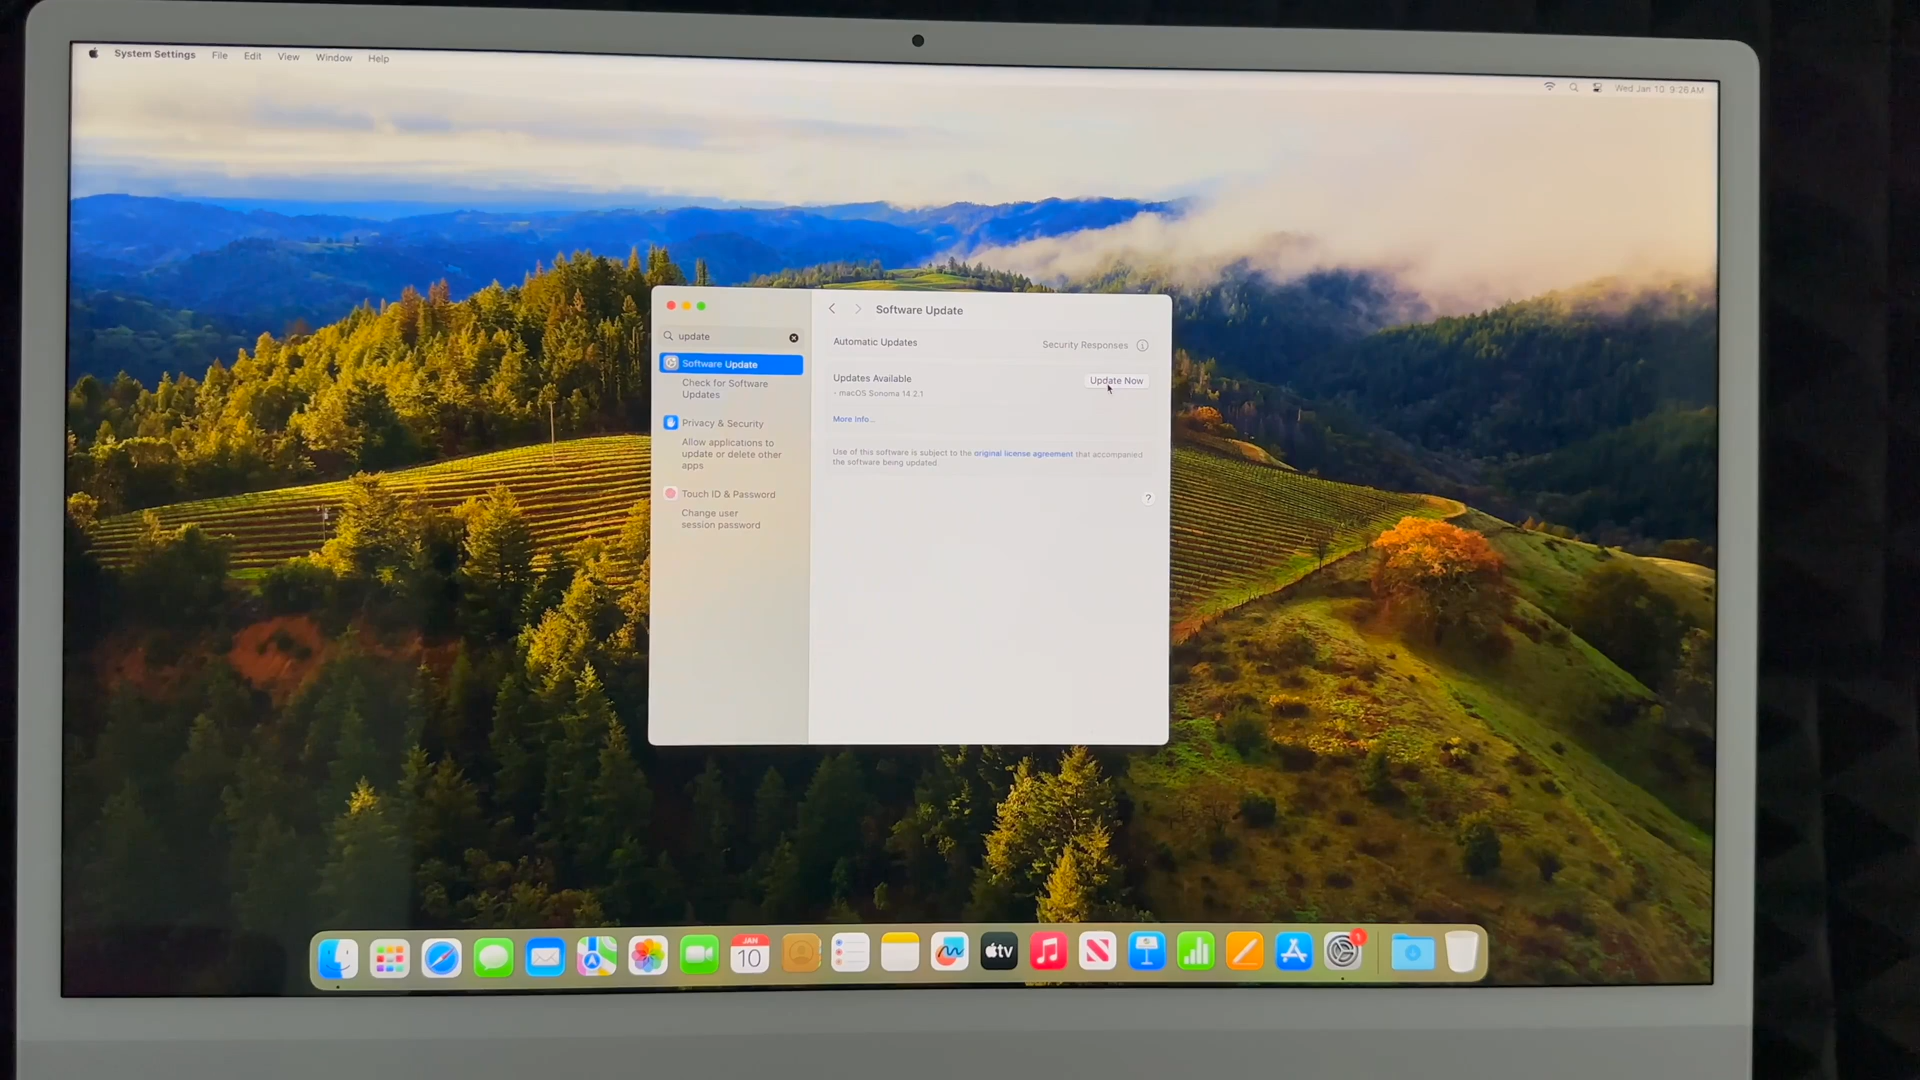 System Settings File Edit View Window Help
Wed Jan 10 9:26 AM
update
Software Update
Check for Software
Updates
Privacy & Security
Allow applications to
update or delete other
apps
Touch ID & Password
Change user
session password
Software Update
Automatic Updates
Security Responses
Updates Available
Update Now
- macOS Sonoma 14.2.1
More Info...
Use of this software is subject to the original license agreement that accompanied
the software being updated.
?
JAN
10
tv
1